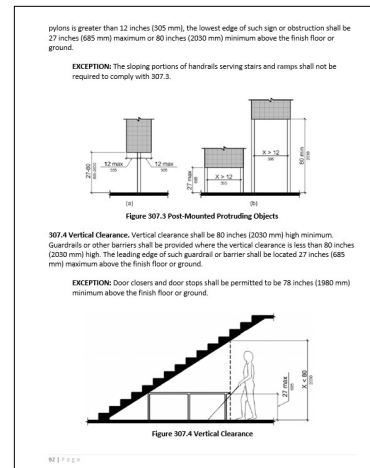 pylons is greater than 12 inches (305 mm), the lowest edge of such sign or obstruction shall be
27 inches (685 mm) maximum or 80 inches (2030 mm) minimum above the finish floor or
ground.
EXCEPTION: The sloping portions of handrails serving stairs and ramps shall not be
required to comply with 307.3.
12 max
12 max
27-80
X > 12
27 max
X > 12
(a)
(b)
Figure 307.3 Post-Mounted Protruding Objects
307.4 Vertical Clearance. Vertical clearance shall be 80 inches (2030 mm) high minimum.
Guardrails or other barriers shall be provided where the vertical clearance is less than 80 inches
(2030 mm) high. The leading edge of such guardrail or barrier shall be located 27 inches (685
mm) maximum above the finish floor or ground.
EXCEPTION: Door closers and door stops shall be permitted to be 78 inches (1980 mm)
minimum above the finish floor or ground.
27 max
X < 80
Figure 307.4 Vertical Clearance
92 | Page